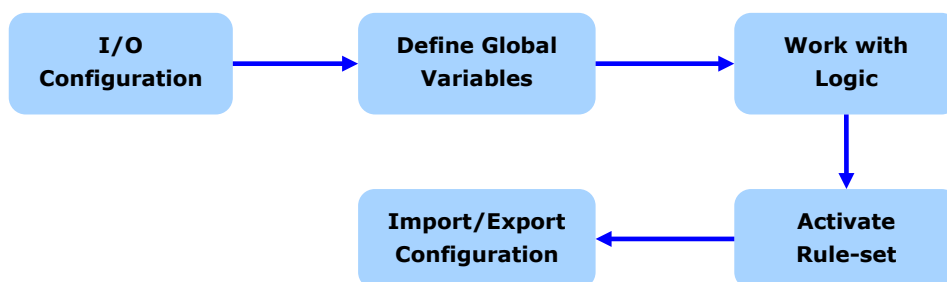 I/O
Configuration
Define Global
Variables
Work with
Logic
Activate
Rule-set
Import/Export
Configuration